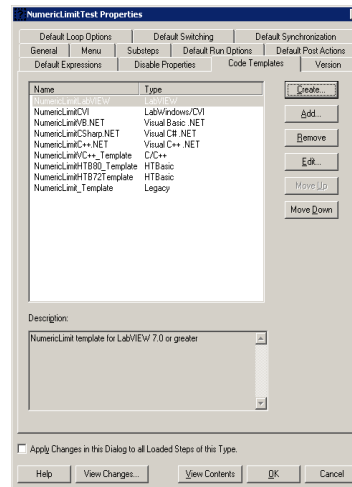 NumericLimitTest Properties
Default Loop Options Default Switching Default Synchronization
General Menu Substeps Default Run Options Default Post Actions
Default Expressions Disable Properties Code Templates Version
Name Type
NumericLimitLabVIEW LabVIEW
NumericLimitCVI LabWindows/CVI
NumericLimitVB.NET Visual Basic .NET
NumericLimitCSharp.NET Visual C# .NET
NumericLimitC++.NET Visual C++ .NET
NumericLimitVC++_Template C/C++
NumericLimitHTB80_Template HTBasic
NumericLimitHTB72Template HTBasic
NumericLimit_Template Legacy
Create...
Add...
Remove
Edit...
Move Up
Move Down
Description:
NumericLimit template for LabVIEW 7.0 or greater
Apply Changes in this Dialog to all Loaded Steps of this Type.
Help View Changes... View Contents OK Cancel